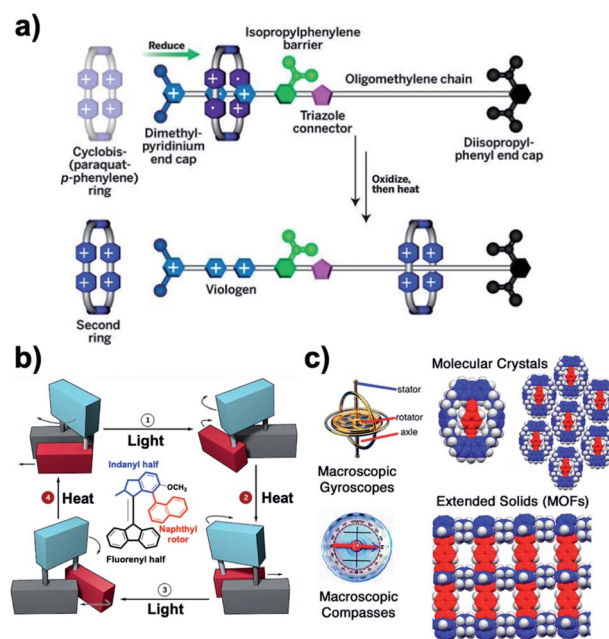 a)
Reduce
Isopropylphenylene
barrier
Oligomethylene chain
Cyclobis-
(paraquat-
p-phenylene)
ring
Dimethyl-
pyridinium
end cap
Triazole
connector
Diisopropyl-
phenyl end cap
Oxidize,
then heat
Second
ring
Viologen
b)
1
Light
Indanyl half
OCH₃
4
Heat
2
Heat
Naphthyl
rotor
Fluorenyl half
3
Light
c)
stator
rotator
axle
Macroscopic
Gyroscopes
Molecular Crystals
Extended Solids (MOFs)
Macroscopic
Compasses